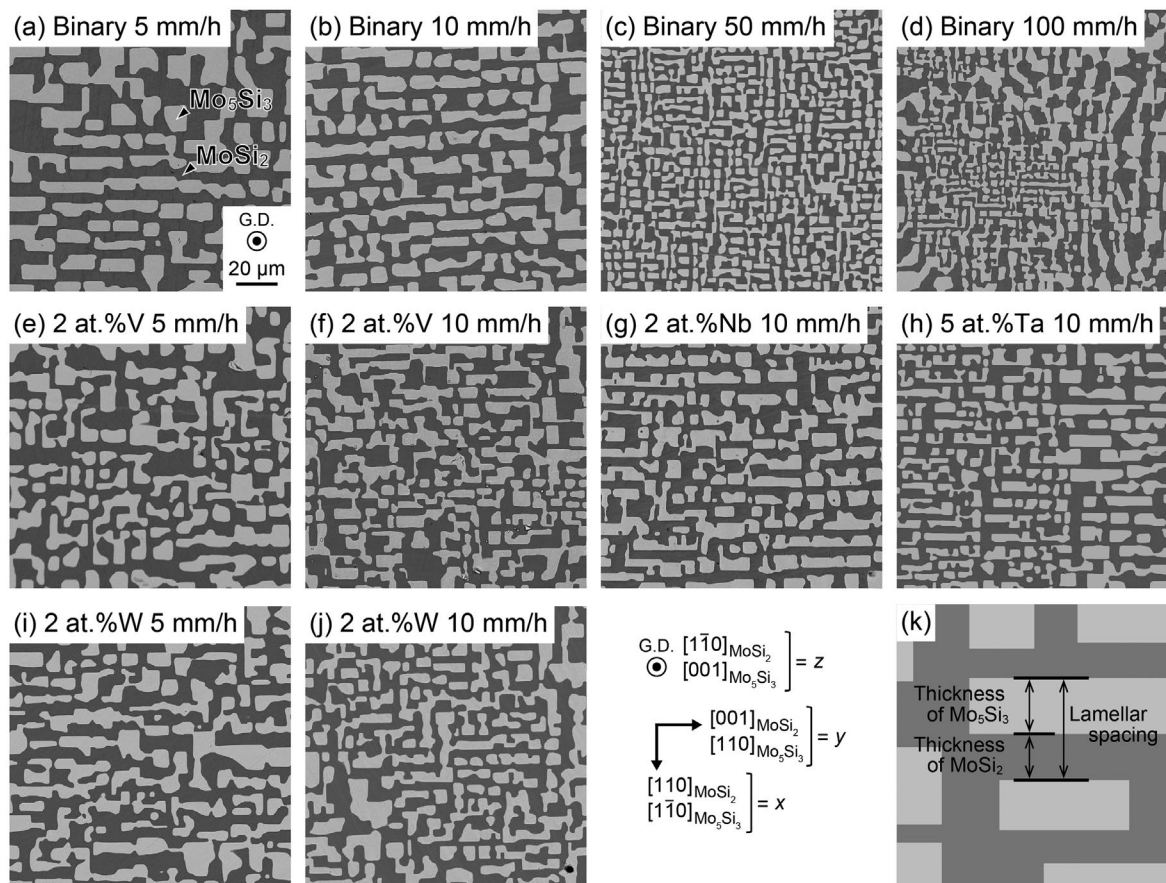 (a) Binary 5 mm/h
(b) Binary 10 mm/h
(c) Binary 50 mm/h
(d) Binary 100 mm/h
Mo₅Si₃
MoSi₂
G.D.
20 µm
(e) 2 at.%V 5 mm/h
(f) 2 at.%V 10 mm/h
(g) 2 at.%Nb 10 mm/h
(h) 5 at.%Ta 10 mm/h
(i) 2 at.%W 5 mm/h
(j) 2 at.%W 10 mm/h
G.D. [11̄0]MoSi₂
[001]Mo₅Si₃ = z
[001]MoSi₂
[110]Mo₅Si₃ = y
[110]MoSi₂
[11̄0]Mo₅Si₃ = x
(k)
Thickness
of Mo₅Si₃
Thickness
of MoSi₂
Lamellar
spacing